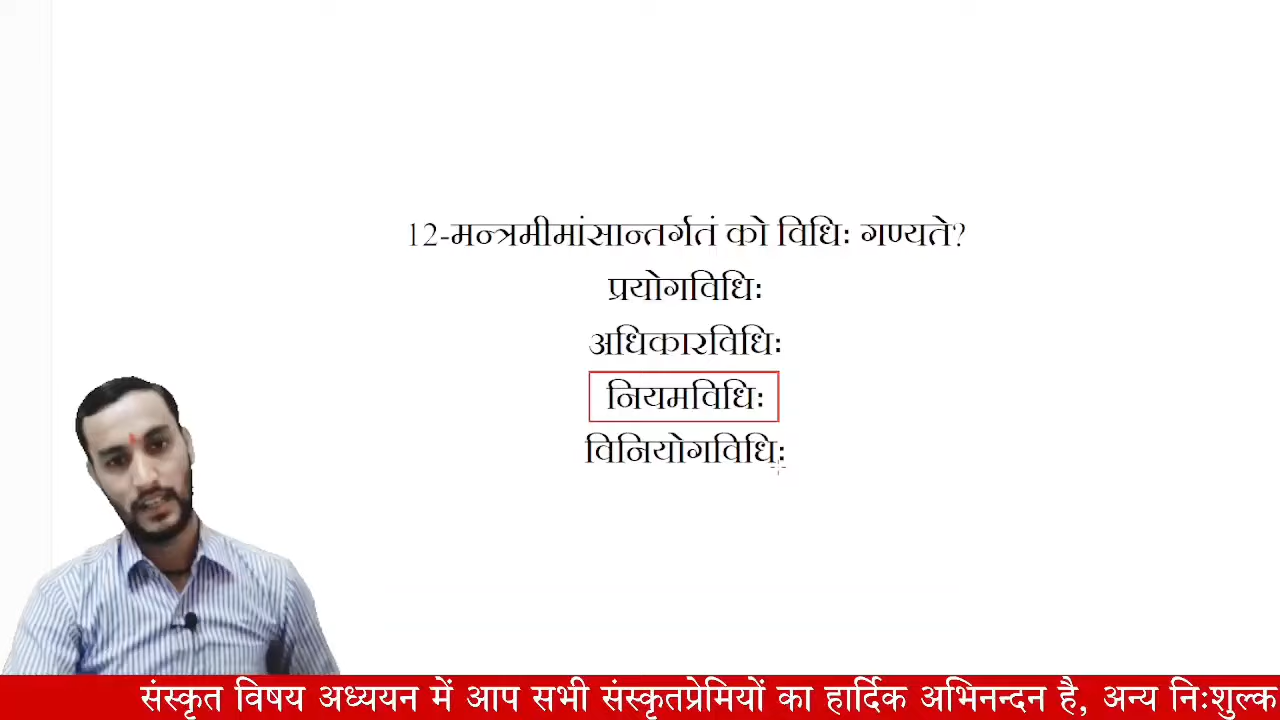 12-मन्त्रमीमांसान्तर्गतं को विधिः गण्यते?
प्रयोगविधिः
अधिकारविधिः
नियमविधिः
विनियोगविधिः
संस्कृत विषय अध्ययन में आप सभी संस्कृतप्रेमियों का हार्दिक अभिनन्दन है, अन्य निःशुल्क